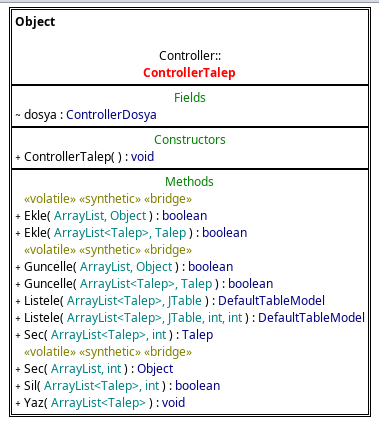 Object
Controller::
ControllerTalep
Fields
~ dosya : ControllerDosya
Constructors
+ ControllerTalep( ) : void
Methods
«volatile» «synthetic» «bridge»
+ Ekle( ArrayList, Object ) : boolean
+ Ekle( ArrayList<Talep>, Talep ) : boolean
«volatile» «synthetic» «bridge»
+ Guncelle( ArrayList, Object ) : boolean
+ Guncelle( ArrayList<Talep>, Talep ) : boolean
+ Listele( ArrayList<Talep>, JTable ) : DefaultTableModel
+ Listele( ArrayList<Talep>, JTable, int, int ) : DefaultTableModel
+ Sec( ArrayList<Talep>, int ) : Talep
«volatile» «synthetic» «bridge»
+ Sec( ArrayList, int ) : Object
+ Sil( ArrayList<Talep>, int ) : boolean
+ Yaz( ArrayList<Talep> ) : void